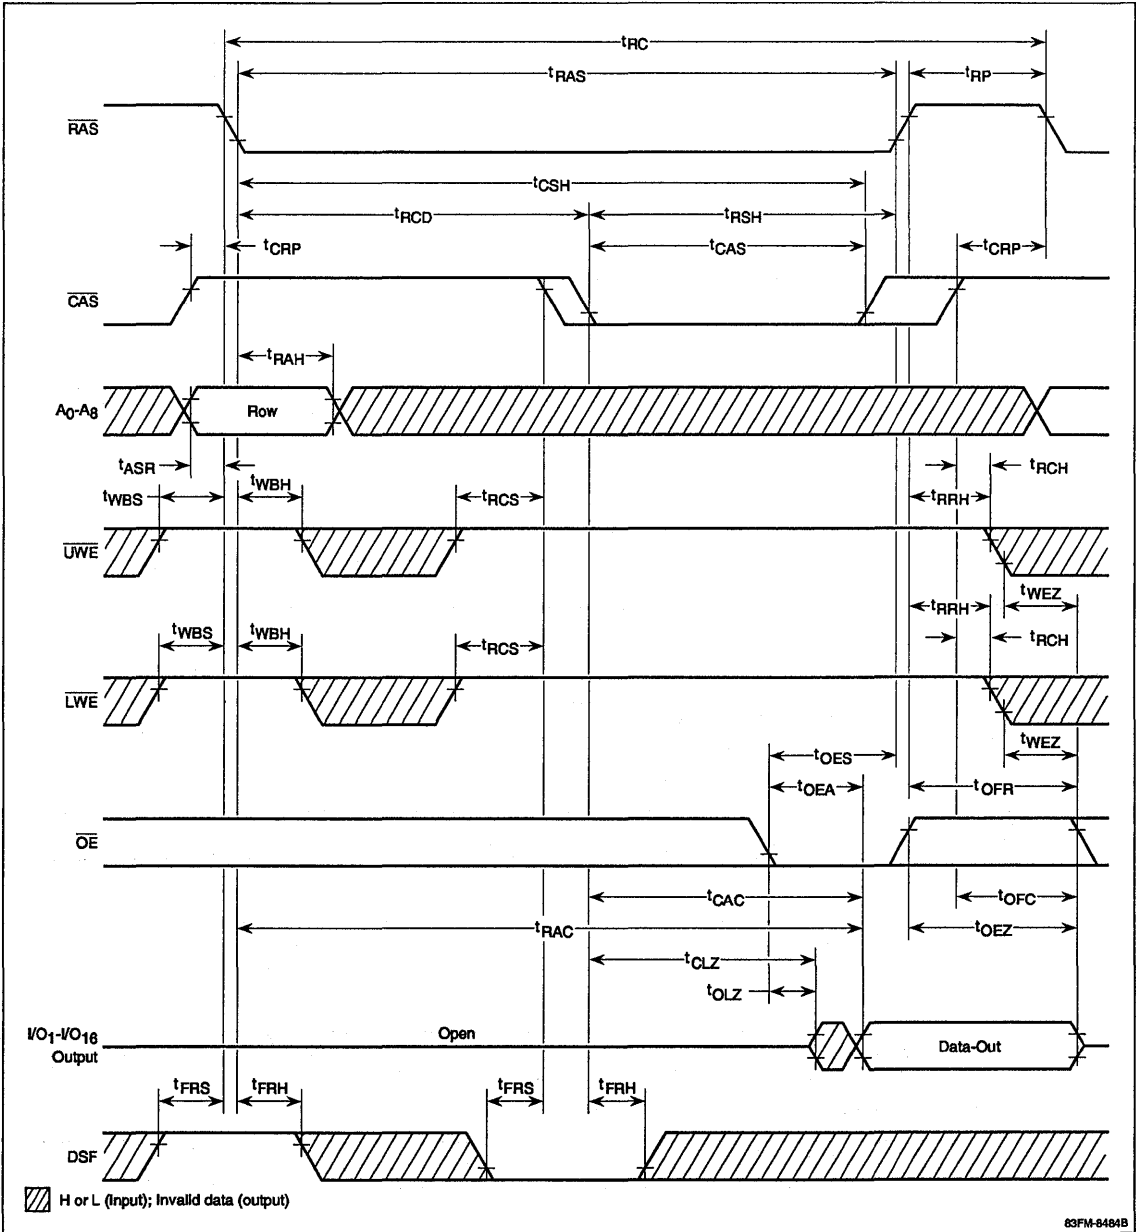 tRC
tRAS tRP
RAS
tCSH
tRCD tRSH
tCRP tCAS tCRP
CAS
tRAH
A0-A8 Row
tASR tRCH
tWBS tWBH tRCS tRRH
UWE
tWEZ
tRRH
tWBS tWBH tRCS tRCH
LWE
tWEZ
tOES
tOEA tOFR
OE
tCAC tOFC
tRAC tOEZ
tCLZ
tOLZ
I/O1-I/O16 Open
Output Data-Out
tFRS tFRH tFRS tFRH
DSF
H or L (Input); Invalid data (output)
83FM-8484B